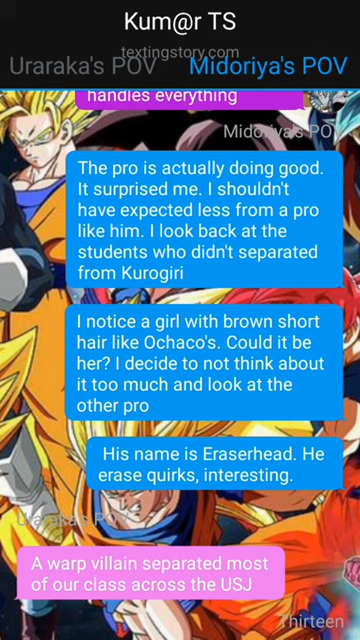 Kum@r TS
textingstory.com
Uraraka's POV Midoriya's POV
handles everything
Midoriya's POV
The pro is actually doing good.
It surprised me. I shouldn't
have expected less from a pro
like him. I look back at the
students who didn't separated
from Kurogiri
I notice a girl with brown short
hair like Ochaco's. Could it be
her? I decide to not think about
it too much and look at the
other pro
His name is Eraserhead. He
erase quirks, interesting.
Uraraka's POV
A warp villain separated most
of our class across the USJ
Thirteen